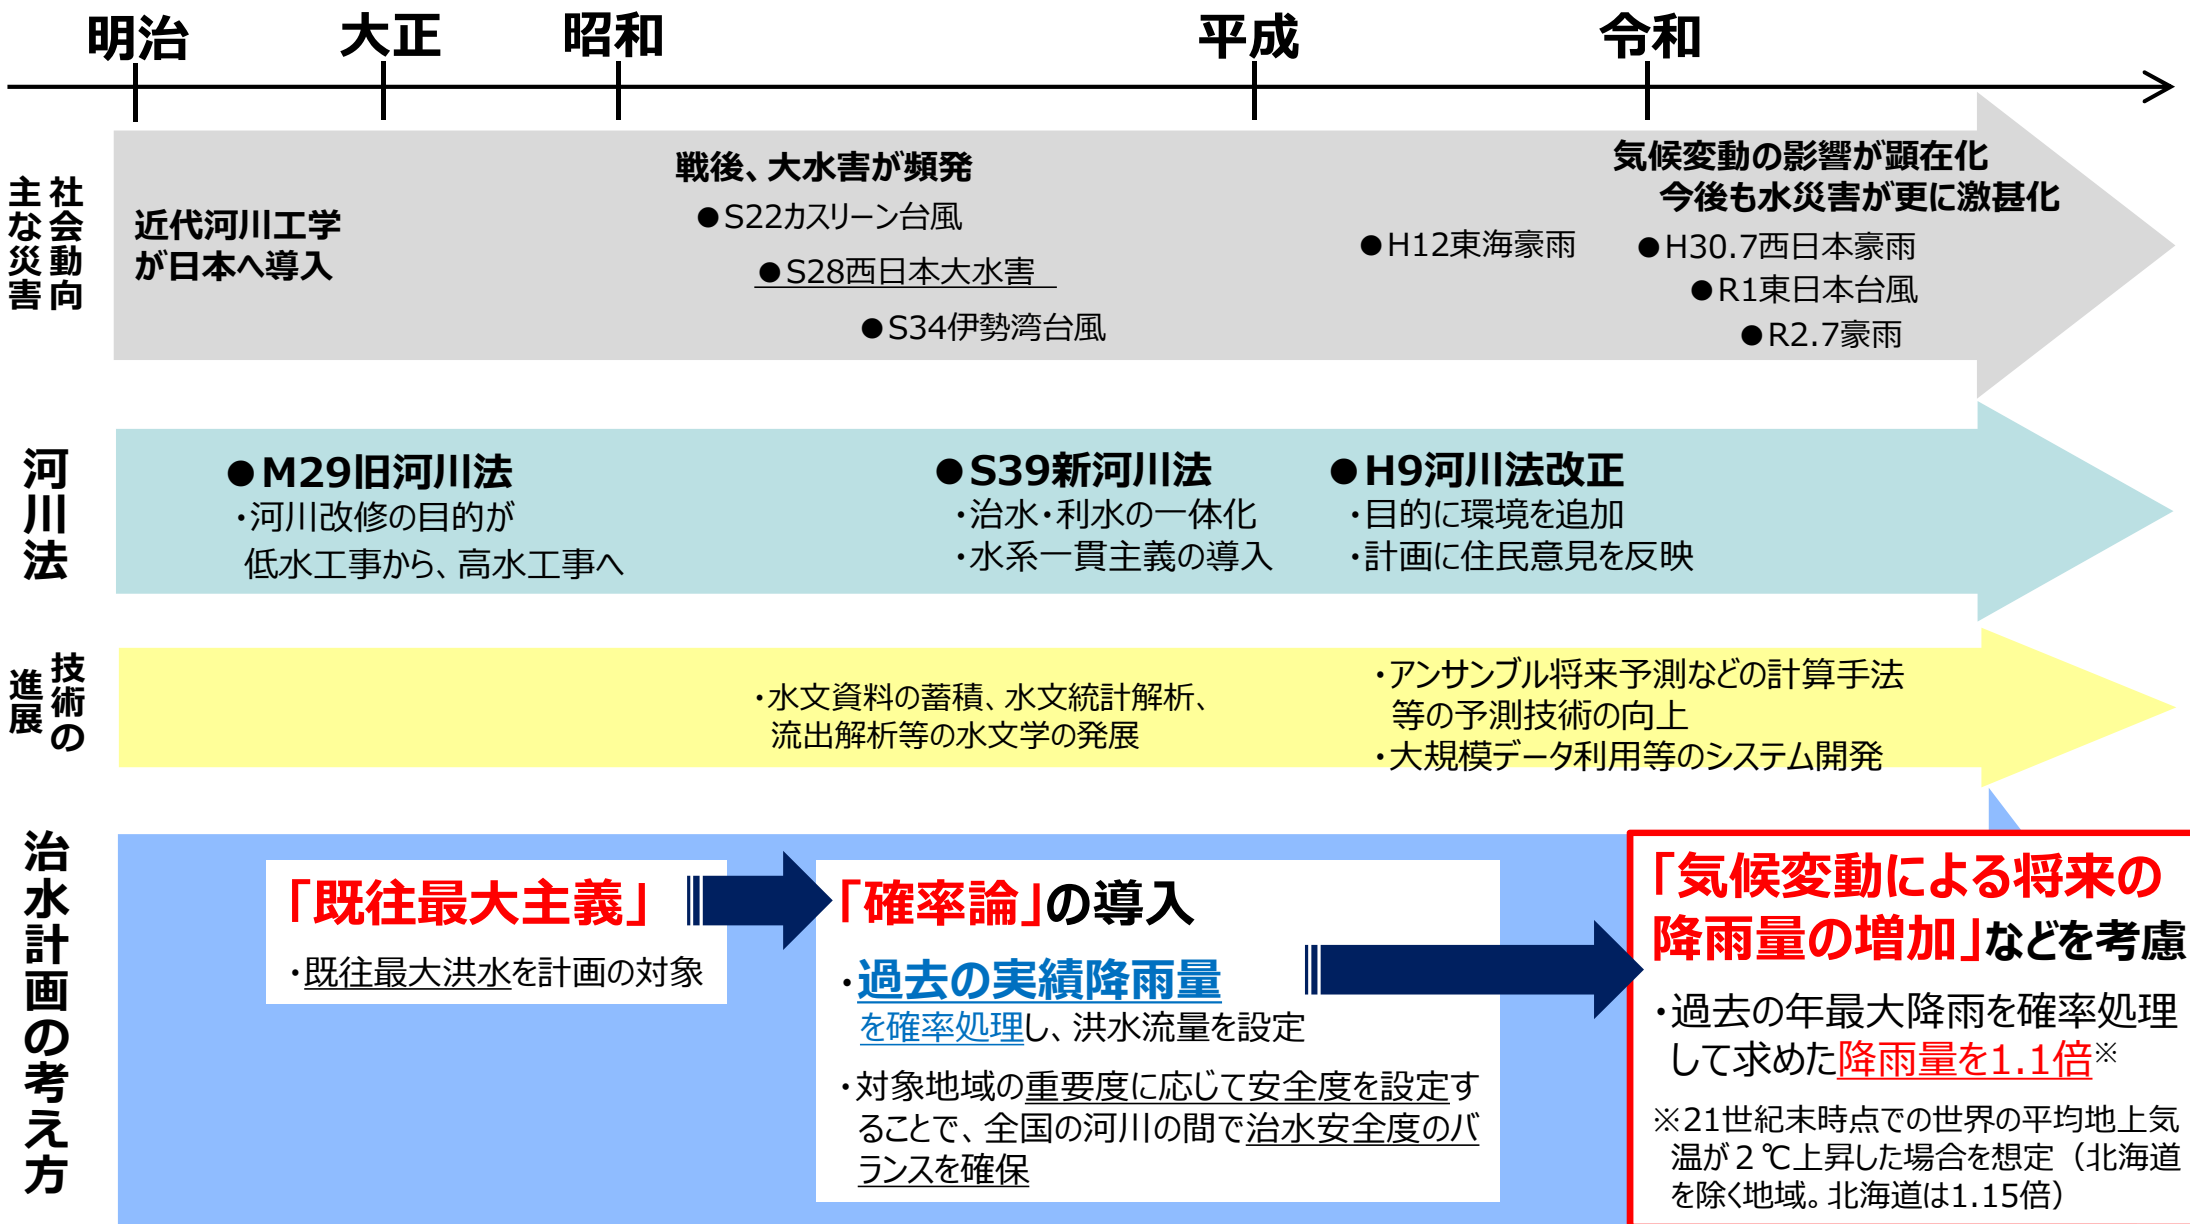 明治
大正
昭和
平成
令和
社会動向
主な災害
近代河川工学
が日本へ導入
戦後、大水害が頻発
●S22カスリーン台風
●S28西日本大水害
●S34伊勢湾台風
●H12東海豪雨
気候変動の影響が顕在化
今後も水災害が更に激甚化
●H30.7西日本豪雨
●R1東日本台風
●R2.7豪雨
河川法
●M29旧河川法
・河川改修の目的が
低水工事から、高水工事へ
●S39新河川法
・治水・利水の一体化
・水系一貫主義の導入
●H9河川法改正
・目的に環境を追加
・計画に住民意見を反映
技術の
進展
・水文資料の蓄積、水文統計解析、
流出解析等の水文学の発展
・アンサンブル将来予測などの計算手法
等の予測技術の向上
・大規模データ利用等のシステム開発
治水計画の考え方
「既往最大主義」
・既往最大洪水を計画の対象
「確率論」の導入
・過去の実績降雨量
を確率処理し、洪水流量を設定
・対象地域の重要度に応じて安全度を設定す
ることで、全国の河川の間で治水安全度のバ
ランスを確保
「気候変動による将来の
降雨量の増加」などを考慮
・過去の年最大降雨を確率処理
して求めた降雨量を1.1倍※
※21世紀末時点での世界の平均地上気
温が２℃上昇した場合を想定（北海道
を除く地域。北海道は1.15倍）